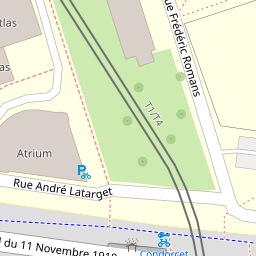 tlas
ue Frédéric Romans
as
T1/T4
Atrium
Rue André Latarget
l du 11 Novembre 1918
Condorcet